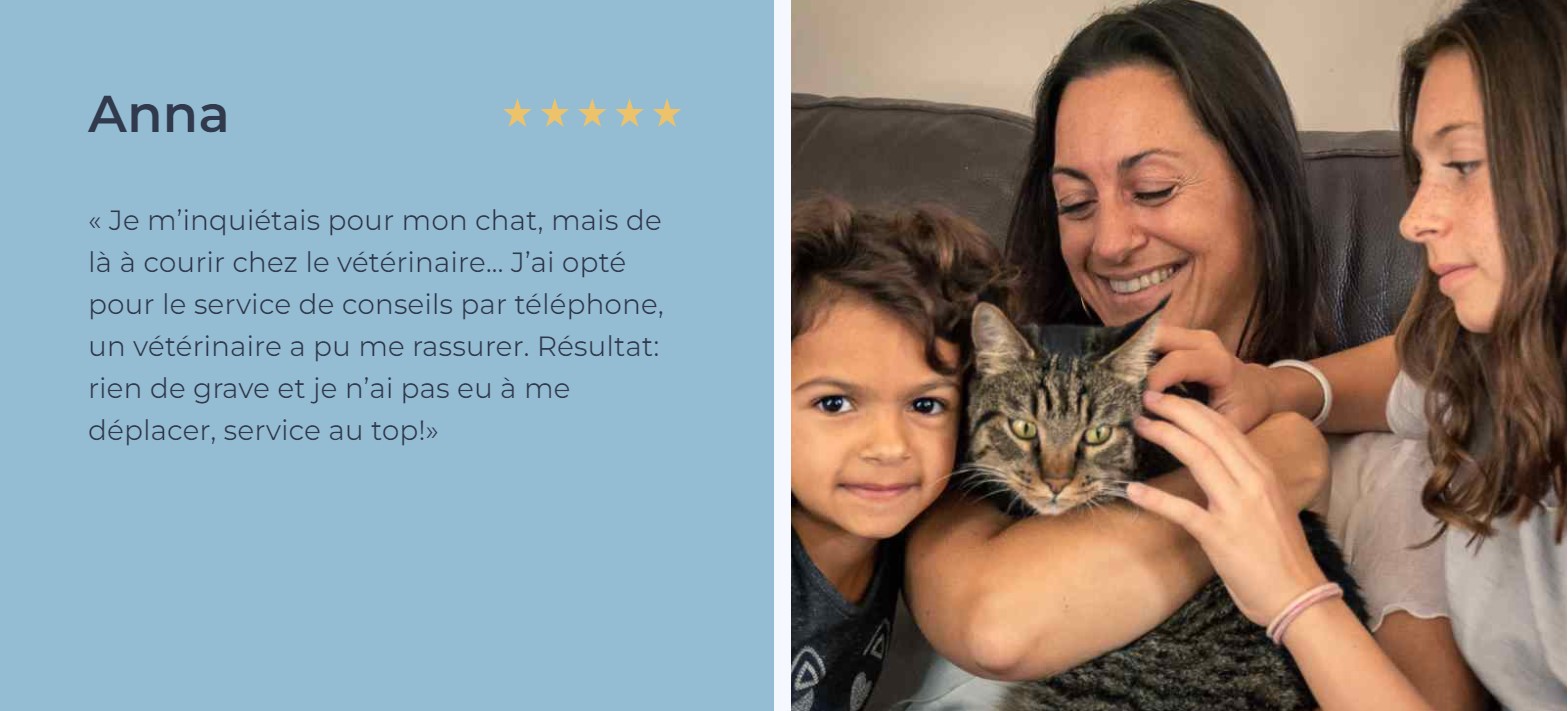 Anna
« Je m’inquiétais pour mon chat, mais de
là à courir chez le vétérinaire... J’ai opté
pour le service de conseils par téléphone,
un vétérinaire a pu me rassurer. Résultat:
rien de grave et je n’ai pas eu à me
déplacer, service au top!»